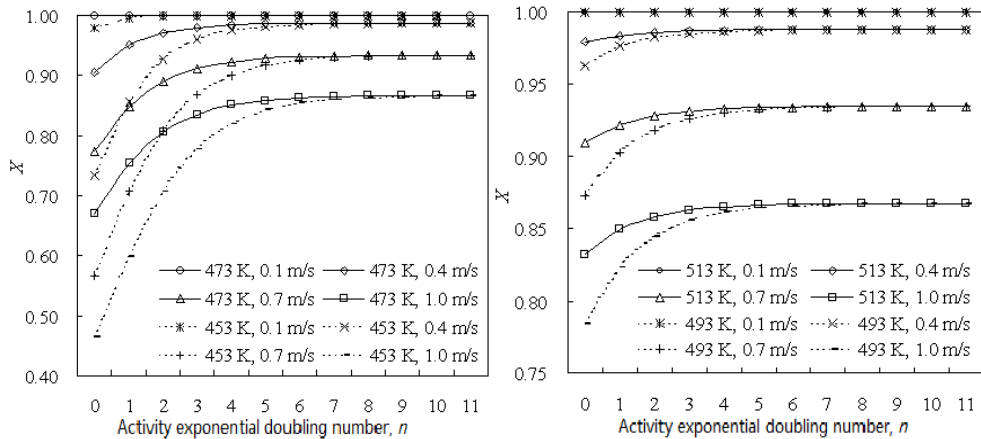 1.00
0.90
0.80
0.70
0.60
0.50
0.40
X
473 K, 0.1 m/s
473 K, 0.4 m/s
473 K, 0.7 m/s
473 K, 1.0 m/s
453 K, 0.1 m/s
453 K, 0.4 m/s
453 K, 0.7 m/s
453 K, 1.0 m/s
0 1 2 3 4 5 6 7 8 9 10 11
Activity exponential doubling number, n
1.00
0.95
0.90
0.85
0.80
0.75
X
513 K, 0.1 m/s
513 K, 0.4 m/s
513 K, 0.7 m/s
513 K, 1.0 m/s
493 K, 0.1 m/s
493 K, 0.4 m/s
493 K, 0.7 m/s
493 K, 1.0 m/s
0 1 2 3 4 5 6 7 8 9 10 11
Activity exponential doubling number, n